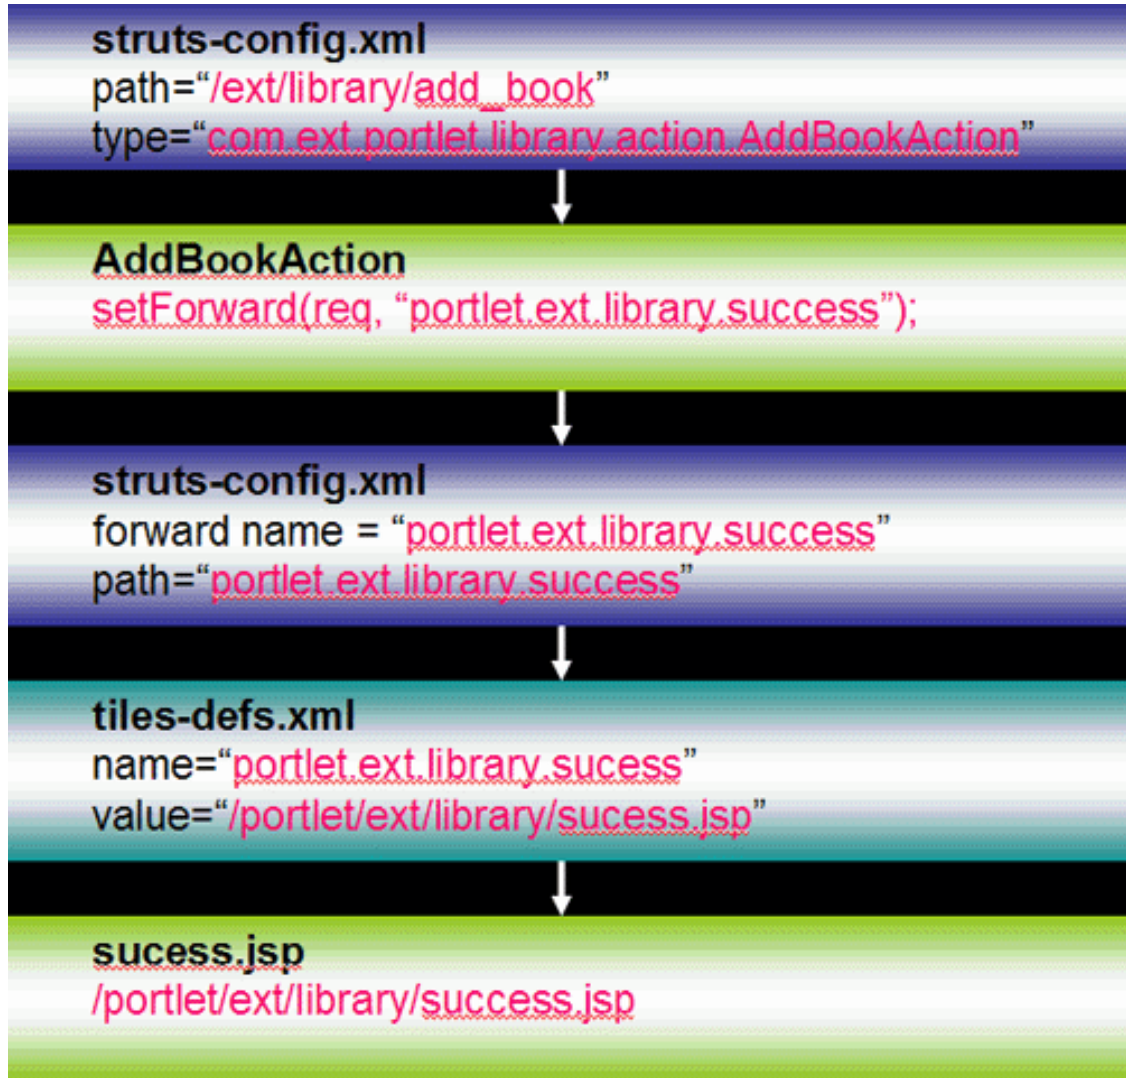 struts-config.xml
path=“/ext/library/add_book”
type=“com.ext.portlet.library.action.AddBookAction”
AddBookAction
setForward(req, “portlet.ext.library.success”);
struts-config.xml
forward name = “portlet.ext.library.success”
path=“portlet.ext.library.success”
tiles-defs.xml
name=“portlet.ext.library.sucess”
value=“/portlet/ext/library/sucess.jsp”
sucess.jsp
/portlet/ext/library/success.jsp